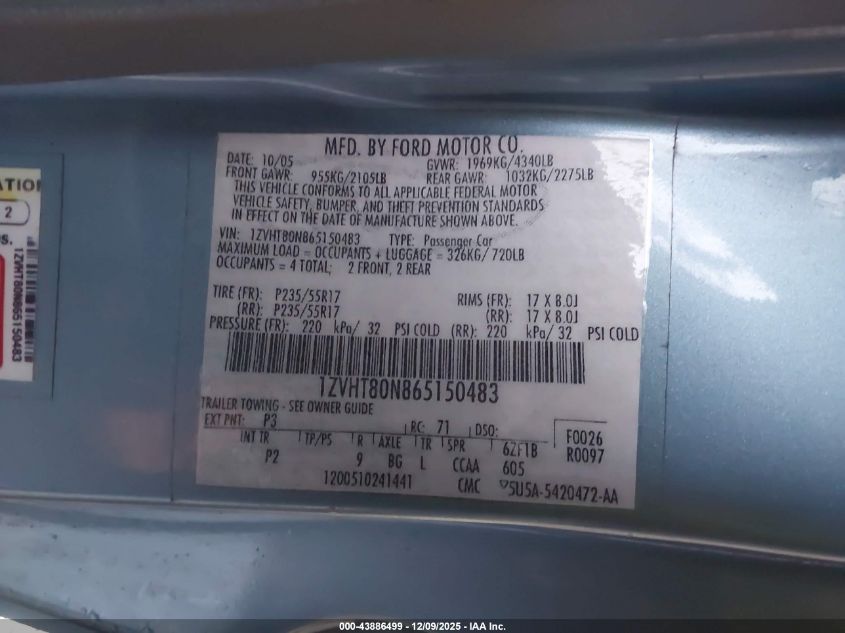 MFD. BY FORD MOTOR CO.
DATE: 10/05 GVWR: 1969KG/4340LB
FRONT GAWR: 955KG/2105LB REAR GAWR: 1032KG/2275LB
THIS VEHICLE CONFORMS TO ALL APPLICABLE FEDERAL MOTOR
VEHICLE SAFETY, BUMPER, AND THEFT PREVENTION STANDARDS
IN EFFECT ON THE DATE OF MANUFACTURE SHOWN ABOVE.
VIN: 1ZVHT80N865150483 TYPE: Passenger Car
MAXIMUM LOAD = OCCUPANTS + LUGGAGE = 326KG/ 720LB
OCCUPANTS = 4 TOTAL; 2 FRONT, 2 REAR
TIRE (FR): P235/55R17 RIMS (FR): 17 X 8.0J
(RR): P235/55R17 (RR): 17 X 8.0J
PRESSURE (FR): 220 kPa/ 32 PSI COLD (RR): 220 kPa/ 32 PSI COLD
1ZVHT80N865150483
TRAILER TOWING - SEE OWNER GUIDE
EXT PNT: P3 RC: 71 DSO: F0026
INT TR TP/PS R AXLE TR SPR 6ZF1B R0097
P2 9 BG L CCAA 605
1200510241441 CMC 5U5A-5420472-AA
ATION
2
1ZVHT80N865150483
000-43886499 - 12/09/2025 - IAA Inc.